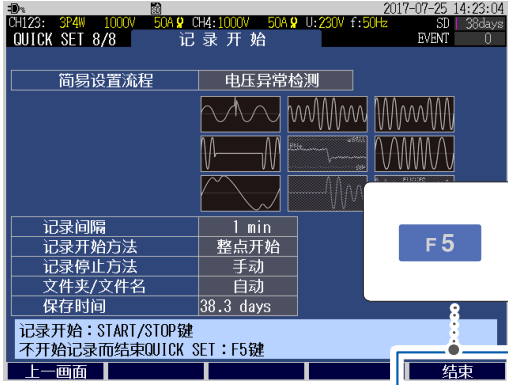 2017-07-25 14:23:04
CH123: 3P4W 1000V 50A CH4:1000V 50A U:230V f:50Hz SD 38days
QUICK SET 8/8 记录开始 EVENT 0
简易设置流程 电压异常检测
记录间隔 1 min
记录开始方法 整点开始
记录停止方法 手动
文件夹/文件名 自动
保存时间 38.3 days
F5
记录开始：START/STOP键
不开始记录而结束QUICK SET：F5键
上一画面 结束